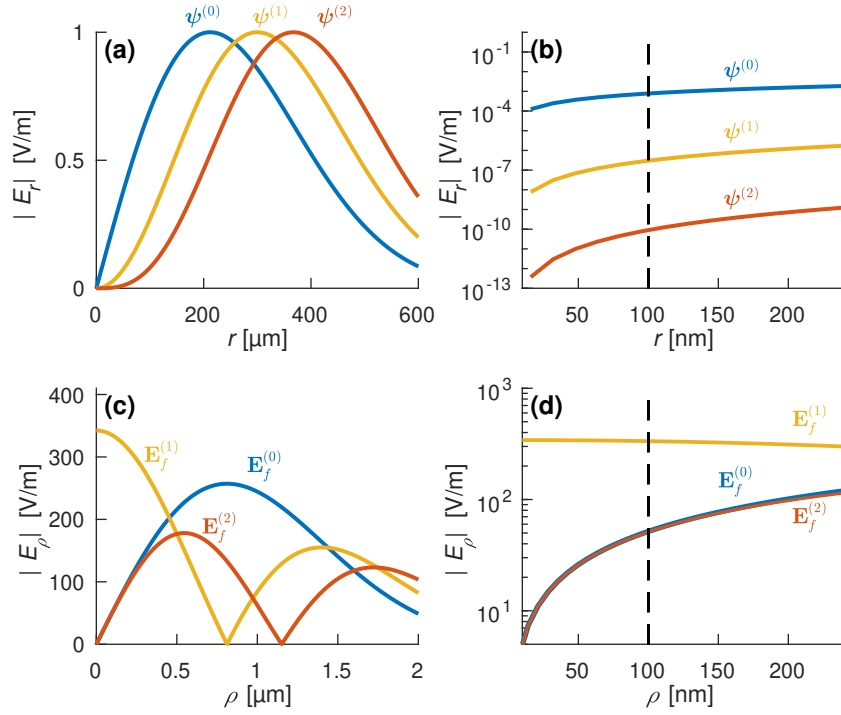 ψ(0) ψ(1) ψ(2)
(a)
1
0.5
0
| E_r| [V/m]
0 200 400 600
r [µm]
(b)
10^-1
10^-4
10^-7
10^-10
10^-13
| E_r| [V/m]
ψ(0)
ψ(1)
ψ(2)
50 100 150 200
r [nm]
(c)
400
300
200
100
0
| E_ρ| [V/m]
E_f^(1)
E_f^(0)
E_f^(2)
0 0.5 1 1.5 2
ρ [µm]
(d)
10^3
10^2
10^1
| E_ρ| [V/m]
E_f^(1)
E_f^(0)
E_f^(2)
50 100 150 200
ρ [nm]